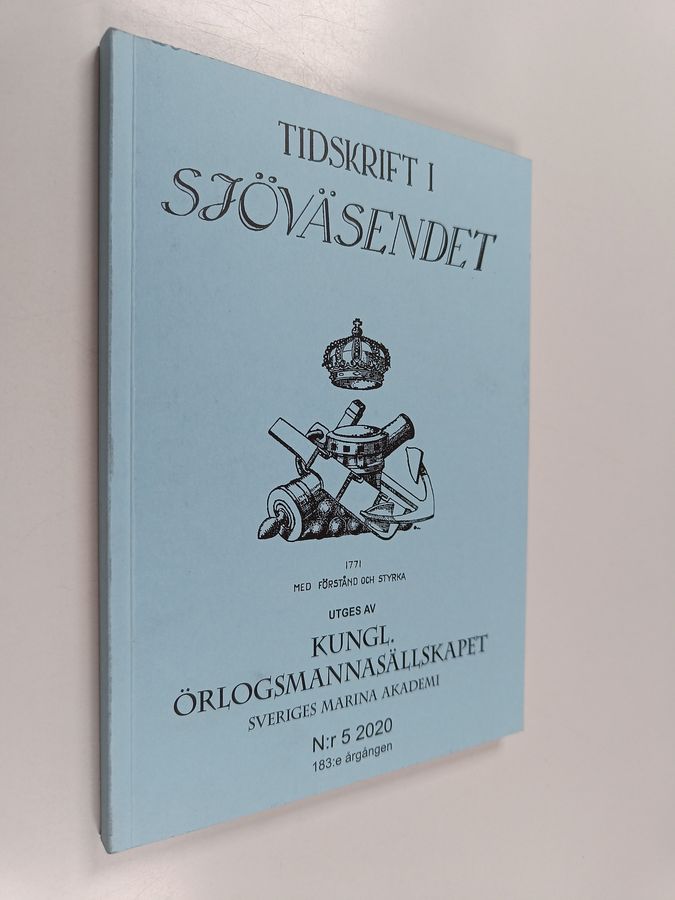 TIDSKRIFT I
SJÖVÄSENDET
1771
MED FÖRSTÅND OCH STYRKA
UTGES AV
KUNGL.
ÖRLOGSMANNASÄLLSKAPET
SVERIGES MARINA AKADEMI
N:r 5 2020
183:e årgången